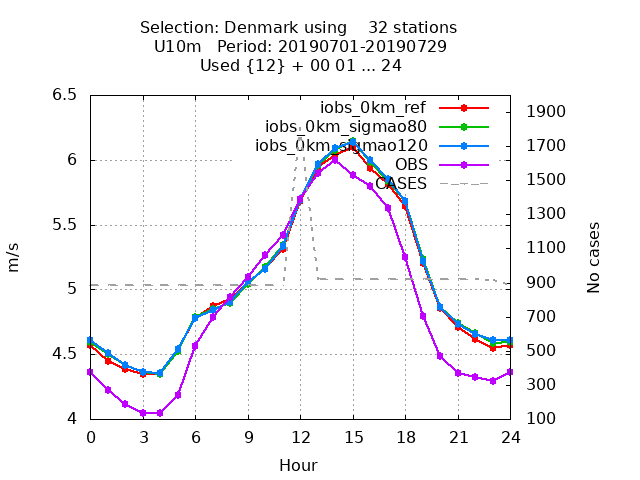 Selection: Denmark using    32 stations
U10m   Period: 20190701-20190729
Used {12} + 00 01 ... 24
6.5
6
5.5
5
4.5
4
m/s
iobs_0km_ref
iobs_0km_sigmao80
iobs_0km_sigmao120
OBS
CASES
1900
1700
1500
1300
1100
900
700
500
300
100
No cases
0 3 6 9 12 15 18 21 24
Hour